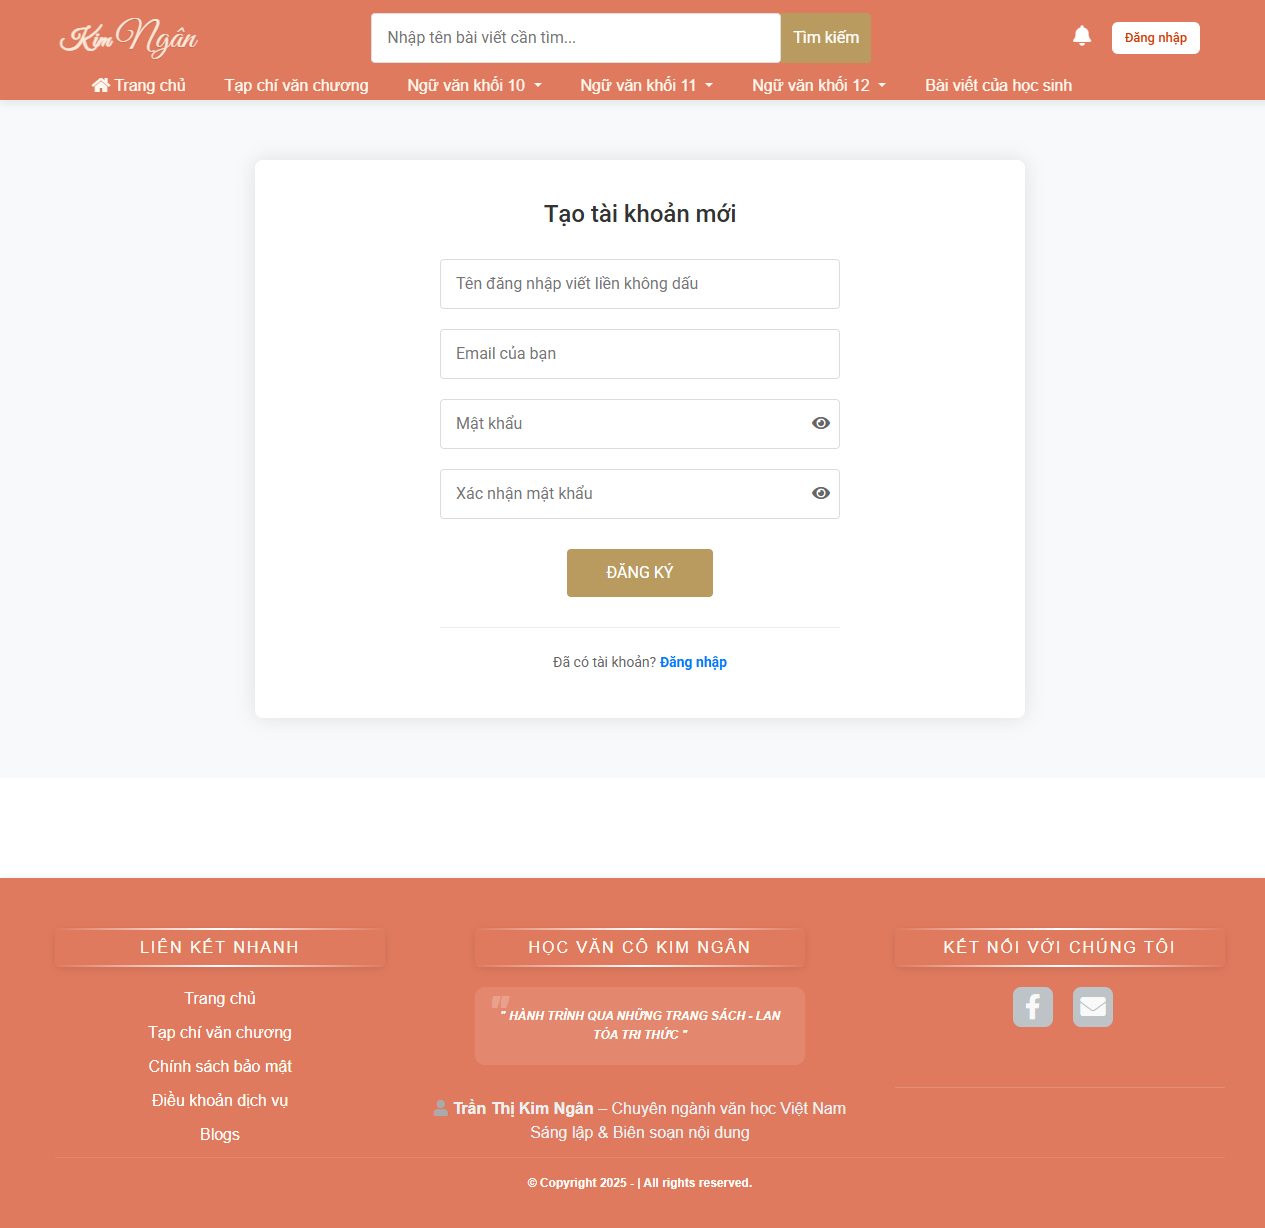 Kim Ngân
Nhập tên bài viết cần tìm...
Tìm kiếm
Đăng nhập
Trang chủ
Tạp chí văn chương
Ngữ văn khối 10
Ngữ văn khối 11
Ngữ văn khối 12
Bài viết của học sinh
Tạo tài khoản mới
Tên đăng nhập viết liền không dấu
Email của bạn
Mật khẩu
Xác nhận mật khẩu
ĐĂNG KÝ
Đã có tài khoản? Đăng nhập
LIÊN KẾT NHANH
Trang chủ
Tạp chí văn chương
Chính sách bảo mật
Điều khoản dịch vụ
Blogs
HỌC VĂN CÔ KIM NGÂN
" HÀNH TRÌNH QUA NHỮNG TRANG SÁCH - LAN
TỎA TRI THỨC "
Trần Thị Kim Ngân – Chuyên ngành văn học Việt Nam
Sáng lập & Biên soạn nội dung
KẾT NỐI VỚI CHÚNG TÔI
© Copyright 2025 - | All rights reserved.